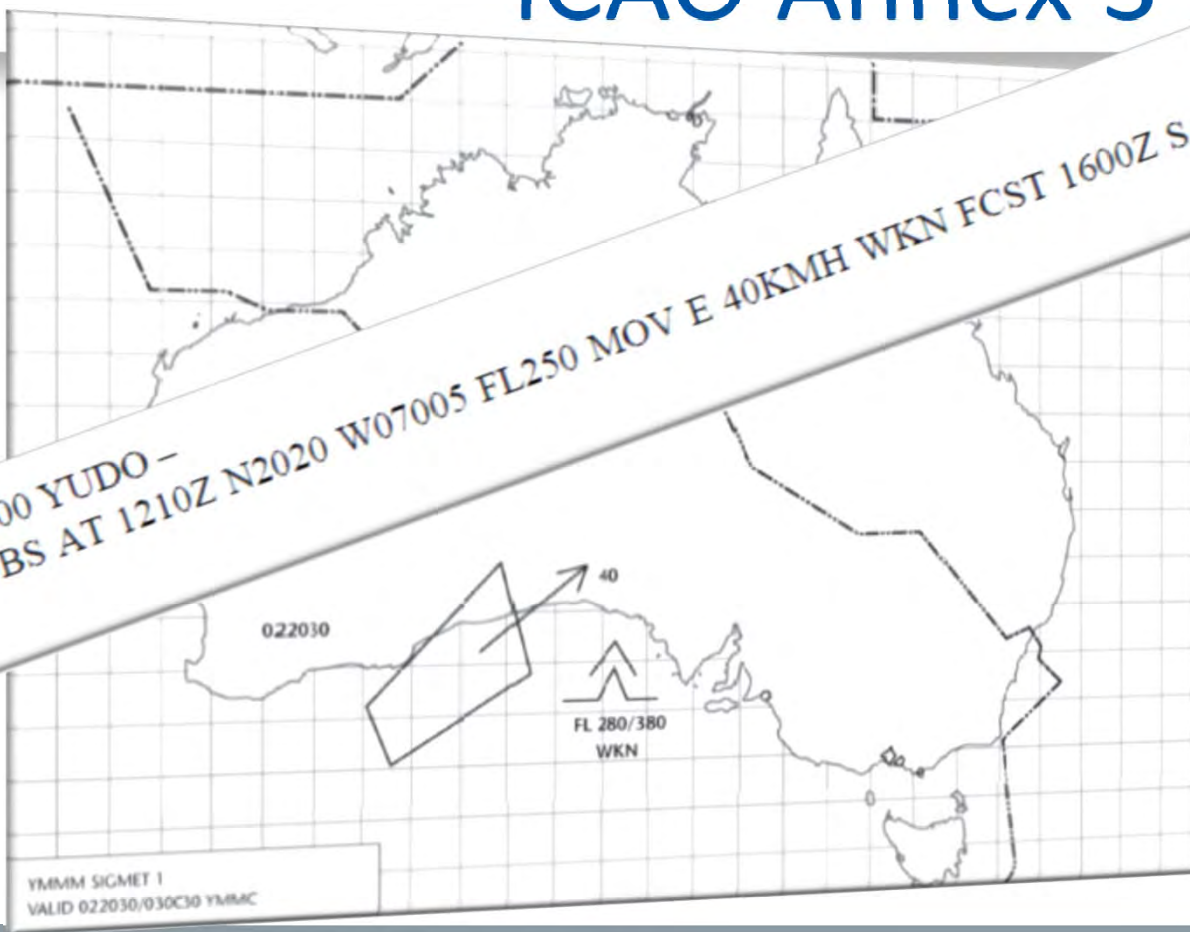 ICAO Annex 3
00 YUDO –
BS AT 1210Z N2020 W07005 FL250 MOV E 40KMH WKN FCST 1600Z S
40
022030
FL 280/380
WKN
YMMM SIGMET 1
VALID 022030/030C30 YMMC